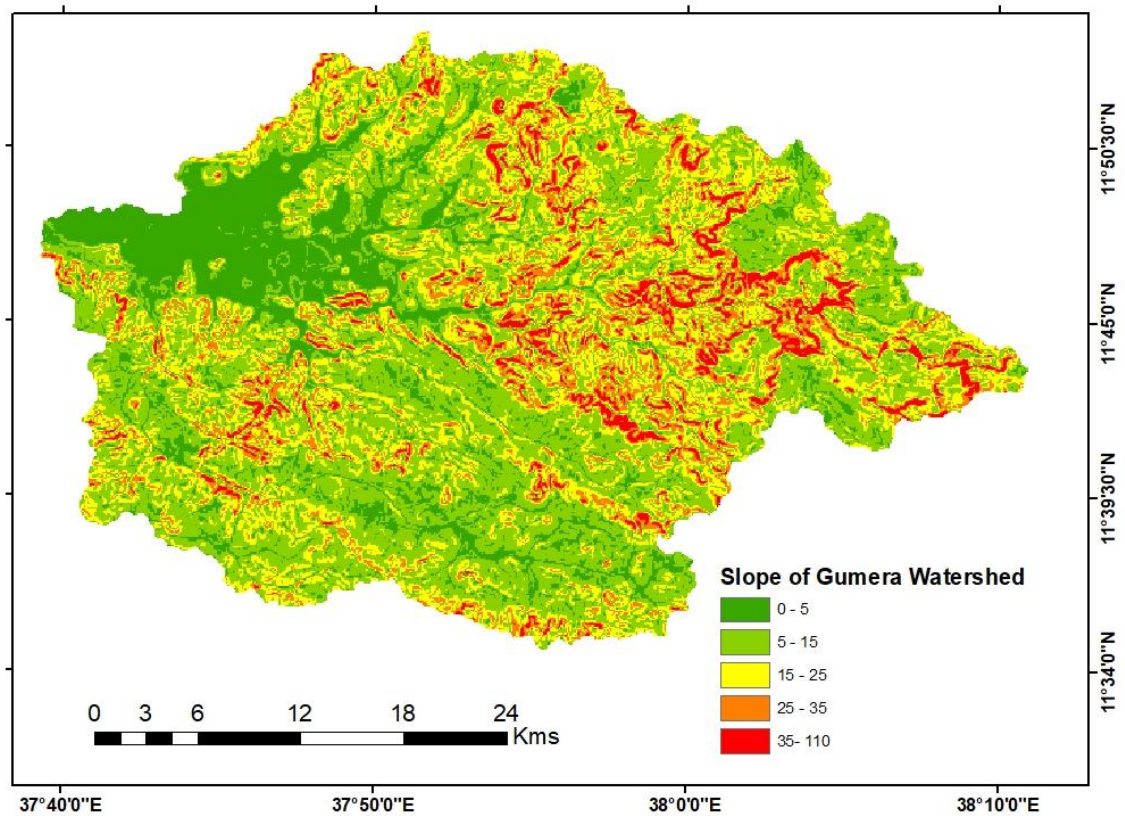 11°50'30"N
11°45'0"N
11°39'30"N
11°34'0"N
Slope of Gumera Watershed
0 - 5
5 - 15
15 - 25
25 - 35
35- 110
0 3 6 12 18 24
Kms
37°40'0"E 37°50'0"E 38°0'0"E 38°10'0"E